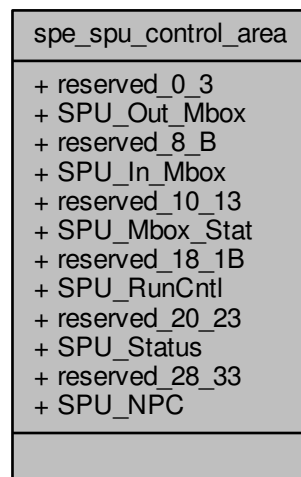 spe_spu_control_area
+ reserved_0_3
+ SPU_Out_Mbox
+ reserved_8_B
+ SPU_In_Mbox
+ reserved_10_13
+ SPU_Mbox_Stat
+ reserved_18_1B
+ SPU_RunCntl
+ reserved_20_23
+ SPU_Status
+ reserved_28_33
+ SPU_NPC